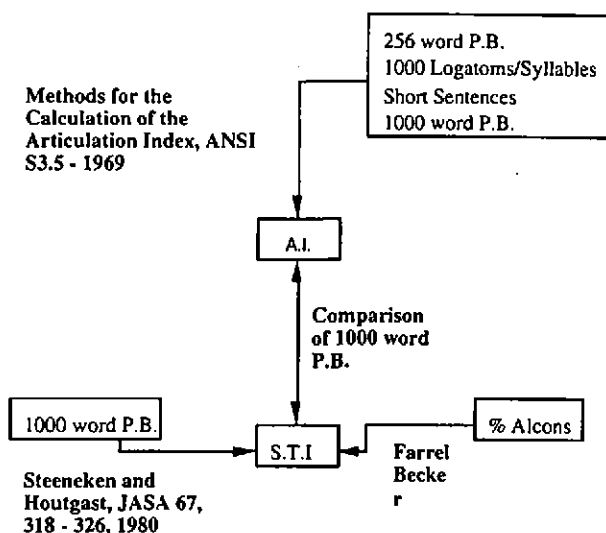 256 word P.B.
1000 Logatoms/Syllables
Short Sentences
1000 word P.B.
Methods for the
Calculation of the
Articulation Index, ANSI
S3.5 - 1969
A.I.
Comparison
of 1000 word
P.B.
1000 word P.B.
S.T.I
% Alcons
Farrel
Becke
r
Steeneken and
Houtgast, JASA 67,
318 - 326, 1980